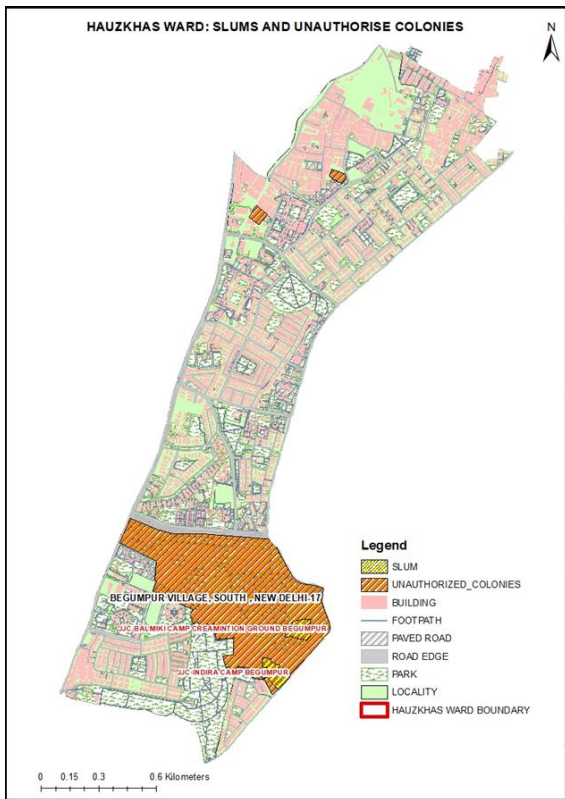 HAUZKHAS WARD: SLUMS AND UNAUTHORISE COLONIES
N
BEGUMPUR VILLAGE, SOUTH , NEW DELHI-17
JJC BALMIKI CAMP CREAMINTION GROUND BEGUMPUR
JJC INDIRA CAMP BEGUMPUR
Legend
SLUM
UNAUTHORIZED_COLONIES
BUILDING
FOOTPATH
PAVED ROAD
ROAD EDGE
PARK
LOCALITY
HAUZKHAS WARD BOUNDARY
0 0.15 0.3 0.6 Kilometers